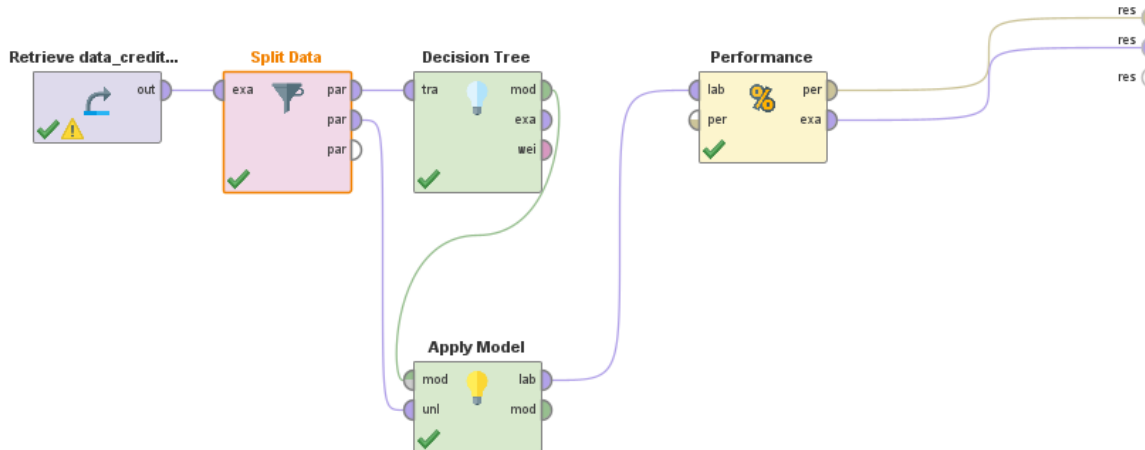 res
Retrieve data_credit... Split Data Decision Tree Performance
res
res
out exa par tra mod lab per
par exa per exa
par wei
Apply Model
mod lab
unl mod